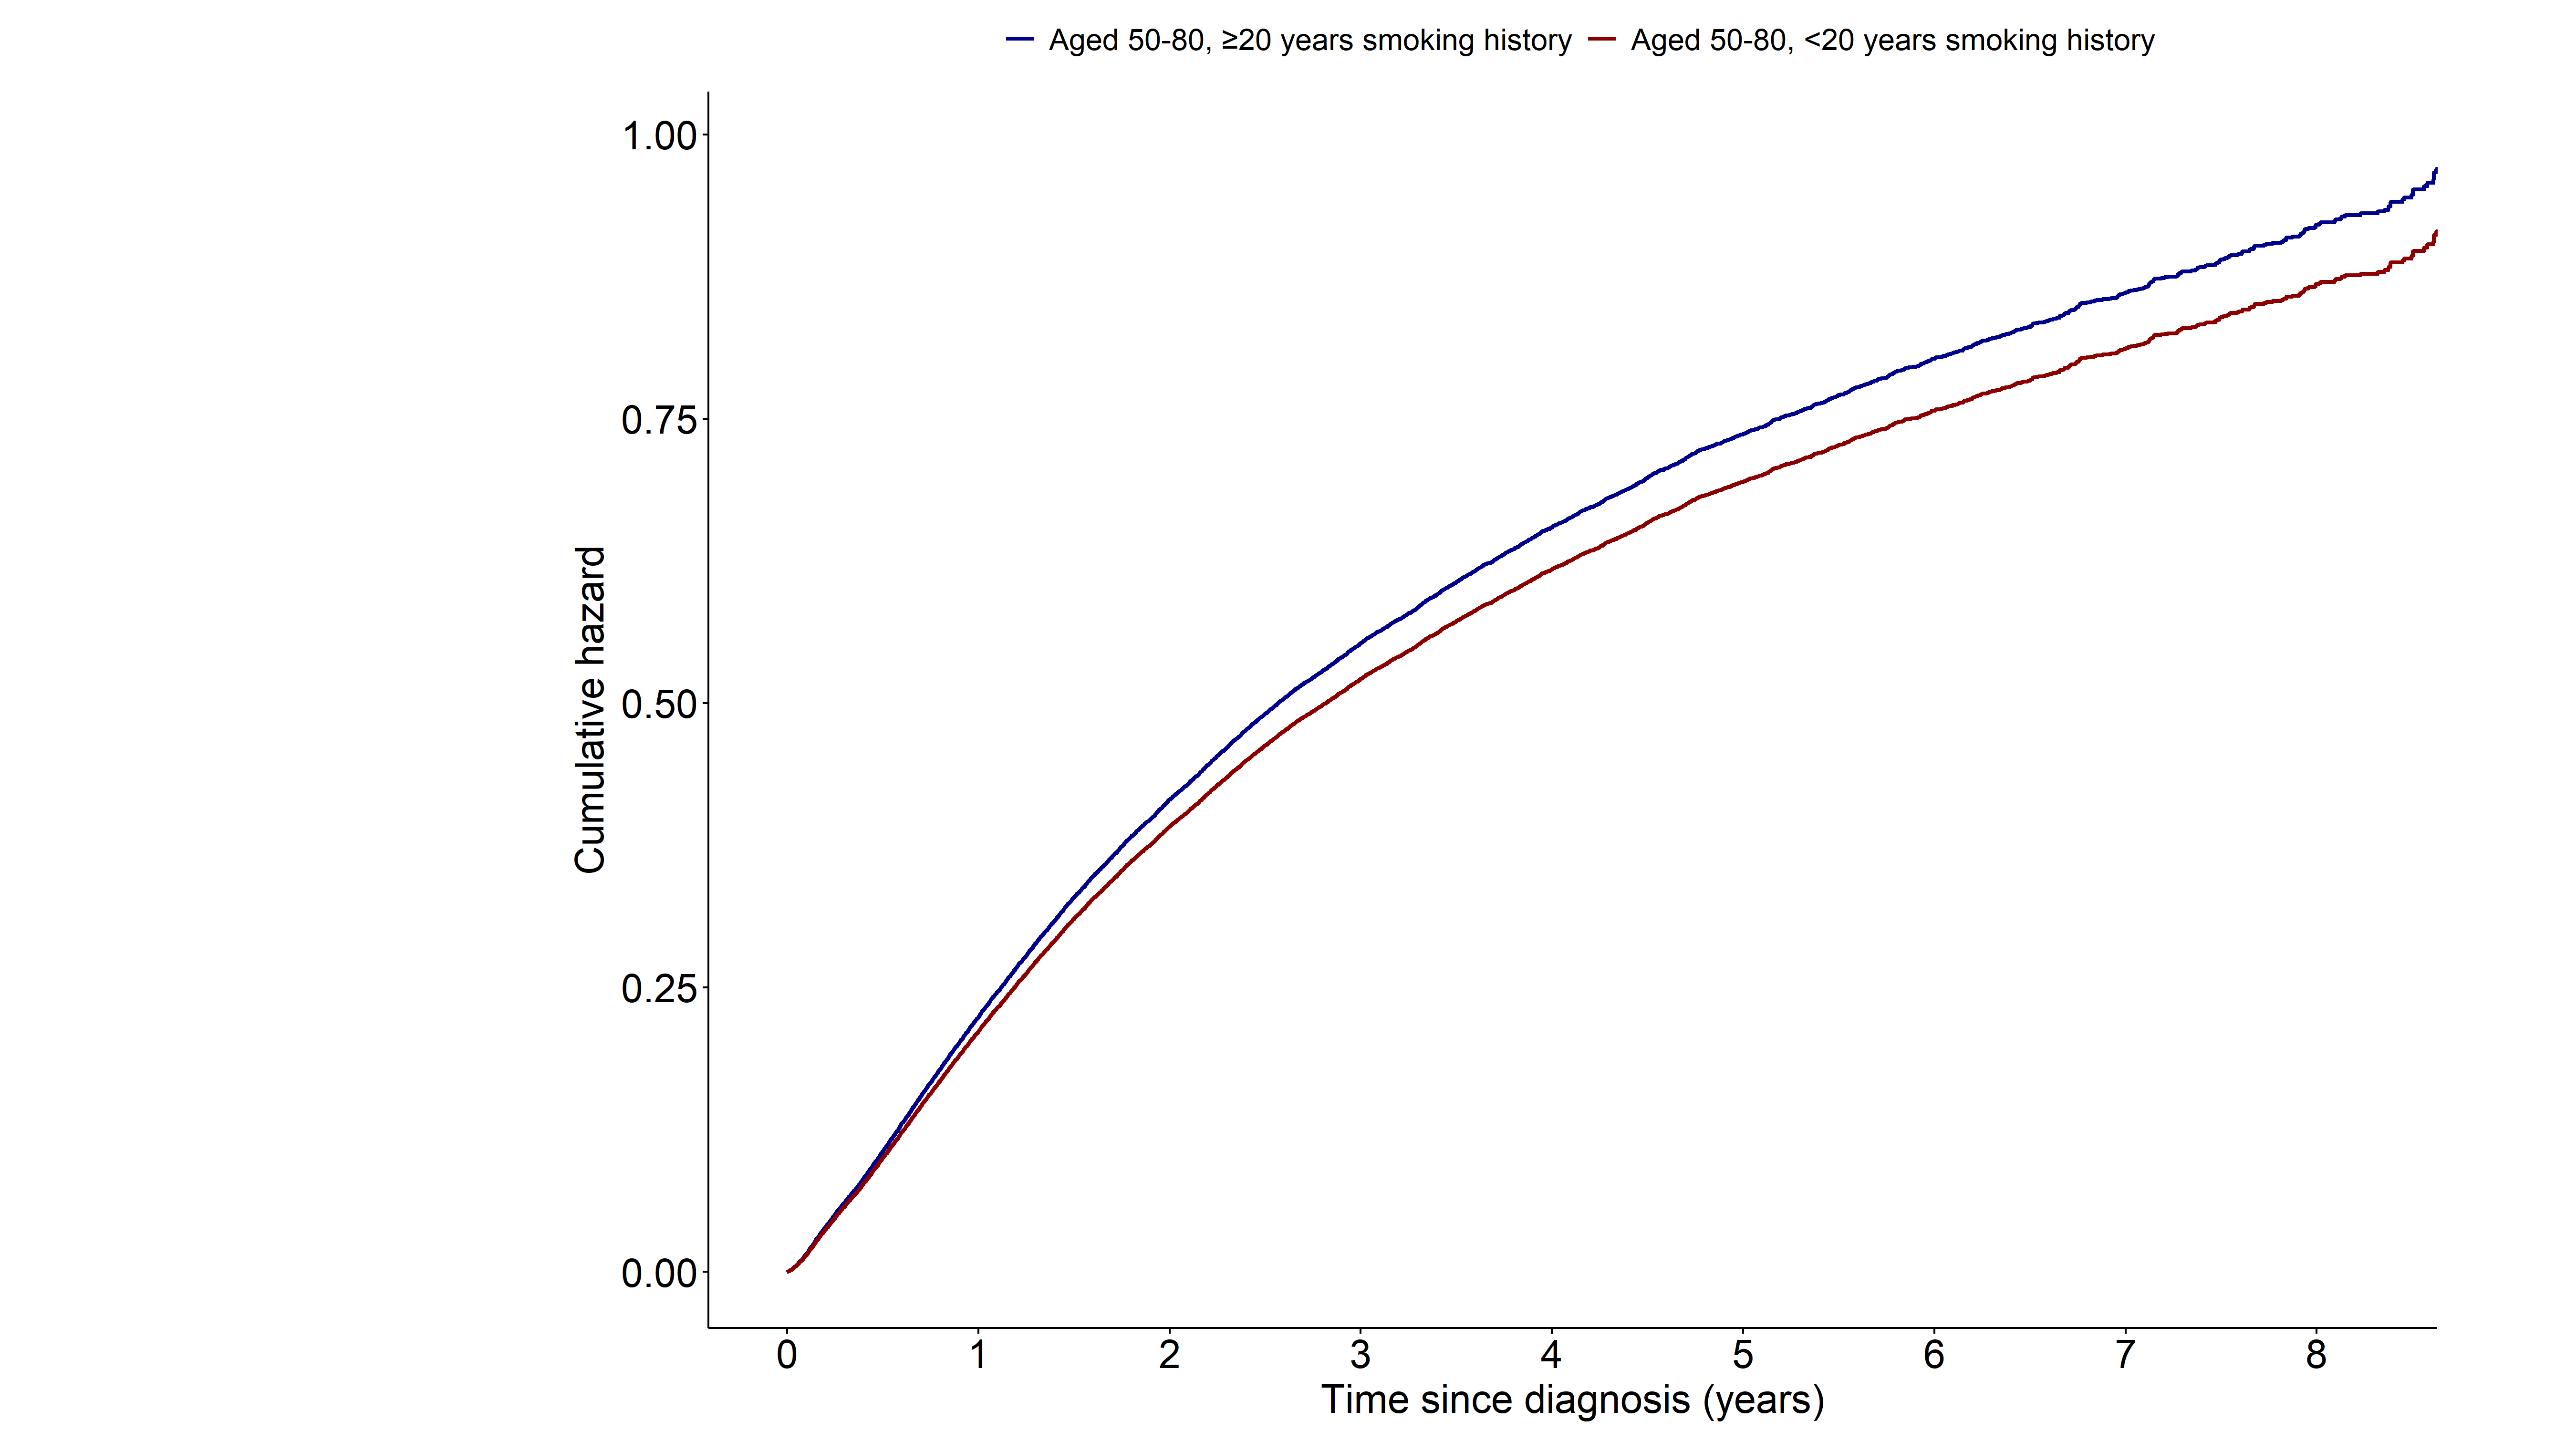 Aged 50-80, ≥20 years smoking history Aged 50-80, <20 years smoking history
1.00
0.75
0.50
0.25
0.00
Cumulative hazard
0 1 2 3 4 5 6 7 8
Time since diagnosis (years)